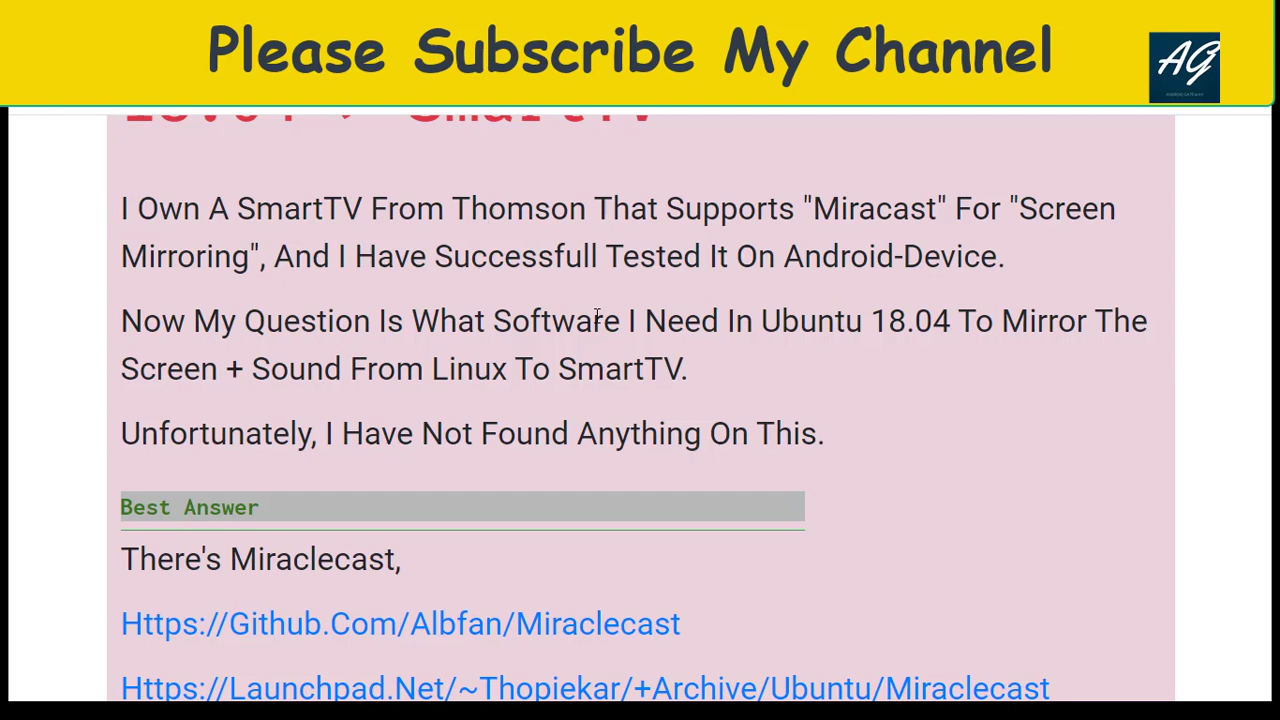 Please Subscribe My Channel
AG
18.04 > SmartTV
I Own A SmartTV From Thomson That Supports "Miracast" For "Screen
Mirroring", And I Have Successfull Tested It On Android-Device.
Now My Question Is What Software I Need In Ubuntu 18.04 To Mirror The
Screen + Sound From Linux To SmartTV.
Unfortunately, I Have Not Found Anything On This.
Best Answer
There's Miraclecast,
Https://Github.Com/Albfan/Miraclecast
Https://Launchpad.Net/~Thopiekar/+Archive/Ubuntu/Miraclecast